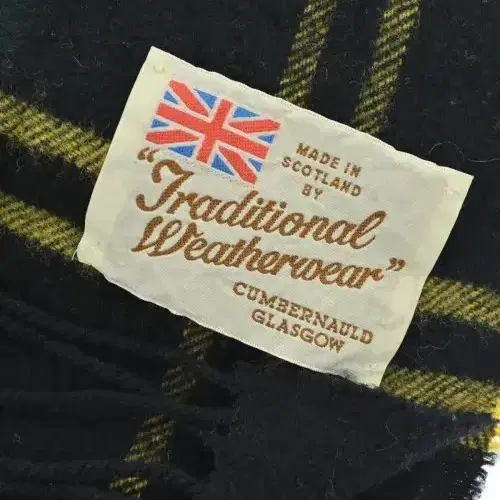 MADE IN
SCOTLAND
BY
"Traditional
Weatherwear"
CUMBERNAULD
GLASGOW